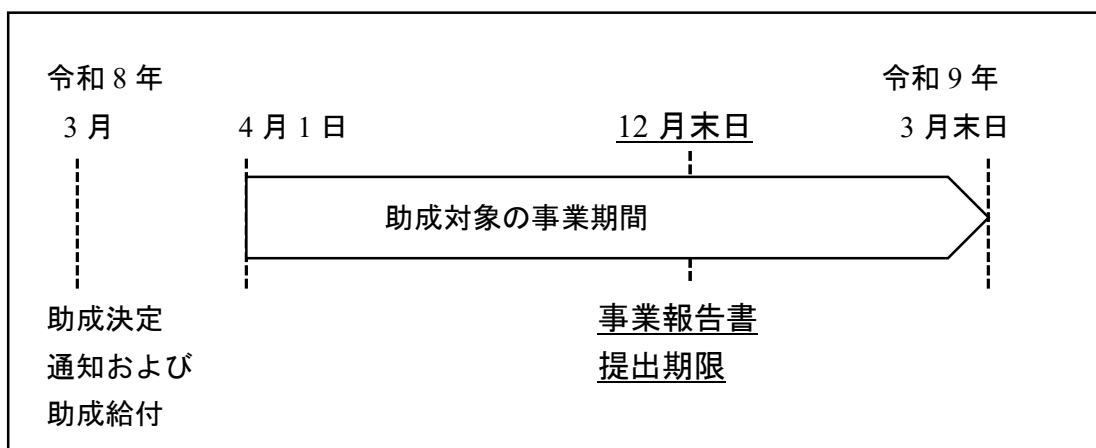 令和8年
令和9年
3月
4月1日
12月末日
3月末日
助成対象の事業期間
助成決定
通知および
助成給付
事業報告書
提出期限